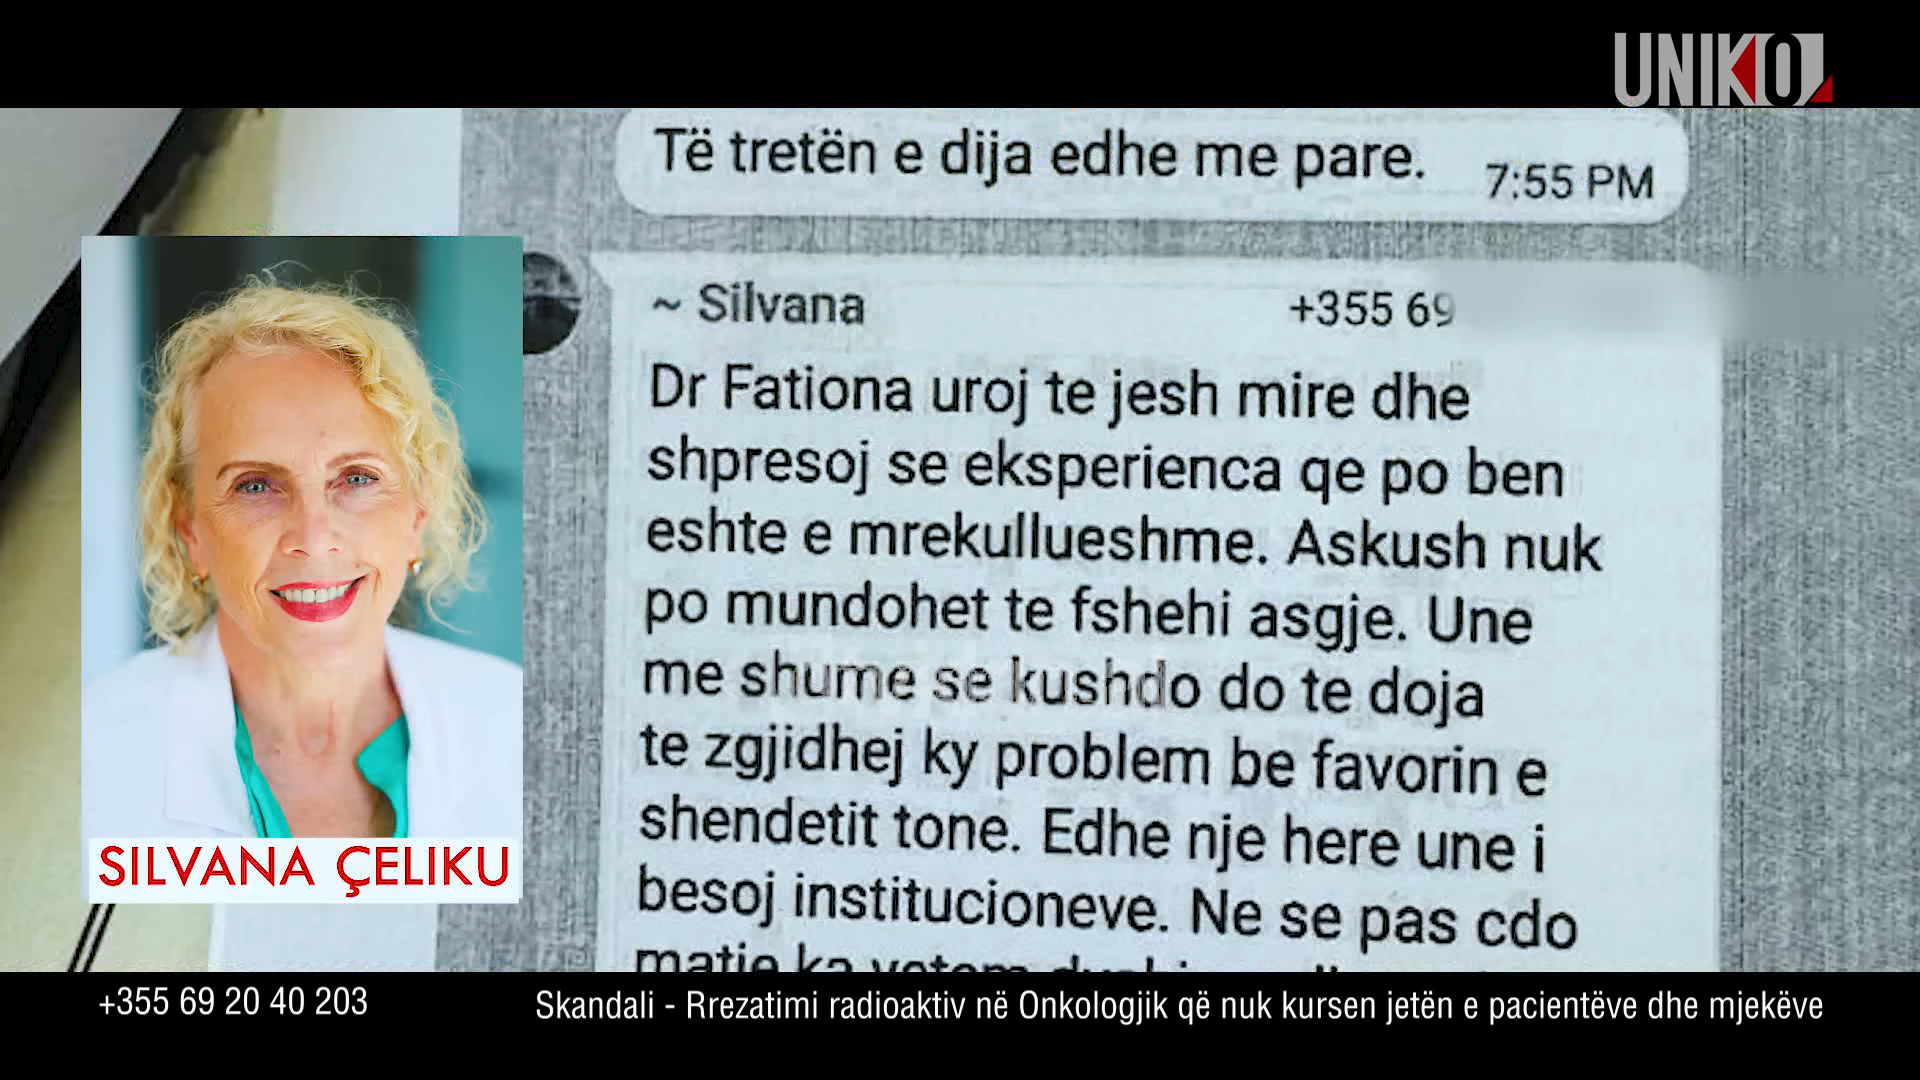 UNIKO
Të tretën e dija edhe me pare.
7:55 PM
~ Silvana +355 69
Dr Fationa uroj te jesh mire dhe
shpresoj se eksperienca qe po ben
eshte e mrekullueshme. Askush nuk
po mundohet te fshehi asgje. Une
me shume se kushdo do te doja
te zgjidhej ky problem be favorin e
shendetit tone. Edhe nje here une i
besoj institucioneve. Ne se pas cdo
SILVANA ÇELIKU
+355 69 20 40 203
Skandali - Rrezatimi radioaktiv në Onkologjik që nuk kursen jetën e pacientëve dhe mjekëve